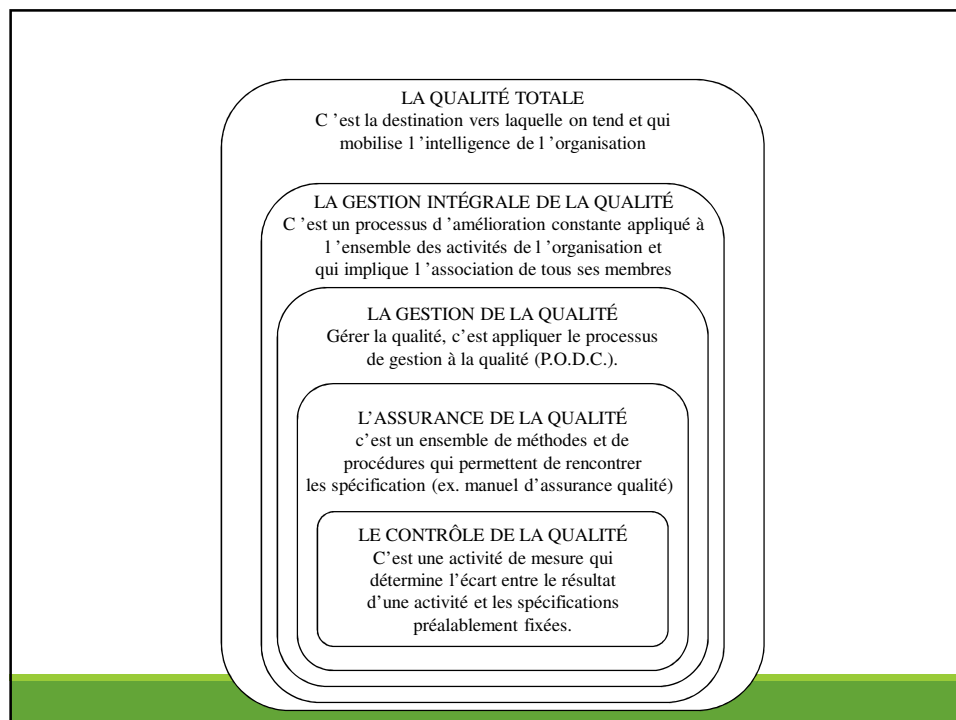 LA QUALITÉ TOTALE
C ’est la destination vers laquelle on tend et qui
mobilise l ’intelligence de l ’organisation
LA GESTION INTÉGRALE DE LA QUALITÉ
C ’est un processus d ’amélioration constante appliqué à
l ’ensemble des activités de l ’organisation et
qui implique l ’association de tous ses membres
LA GESTION DE LA QUALITÉ
Gérer la qualité, c’est appliquer le processus
de gestion à la qualité (P.O.D.C.).
L’ASSURANCE DE LA QUALITÉ
c’est un ensemble de méthodes et de
procédures qui permettent de rencontrer
les spécification (ex. manuel d’assurance qualité)
LE CONTRÔLE DE LA QUALITÉ
C’est une activité de mesure qui
détermine l’écart entre le résultat
d’une activité et les spécifications
préalablement fixées.